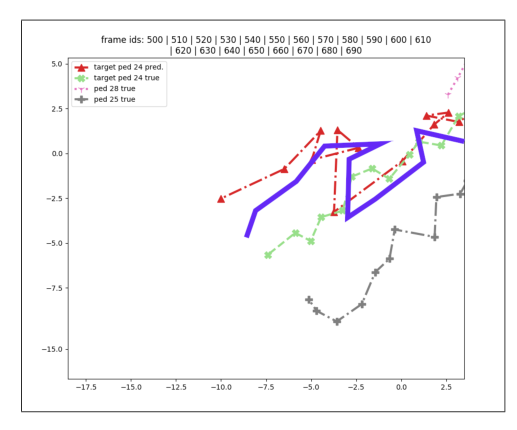 frame ids: 500 | 510 | 520 | 530 | 540 | 550 | 560 | 570 | 580 | 590 | 600 | 610
| 620 | 630 | 640 | 650 | 660 | 670 | 680 | 690
target ped 24 pred.
target ped 24 true
ped 28 true
ped 25 true
5.0
2.5
0.0
−2.5
−5.0
−7.5
−15.0
−17.5 −15.0 −12.5 −10.0 −7.5 −5.0 −2.5 0.0 2.5